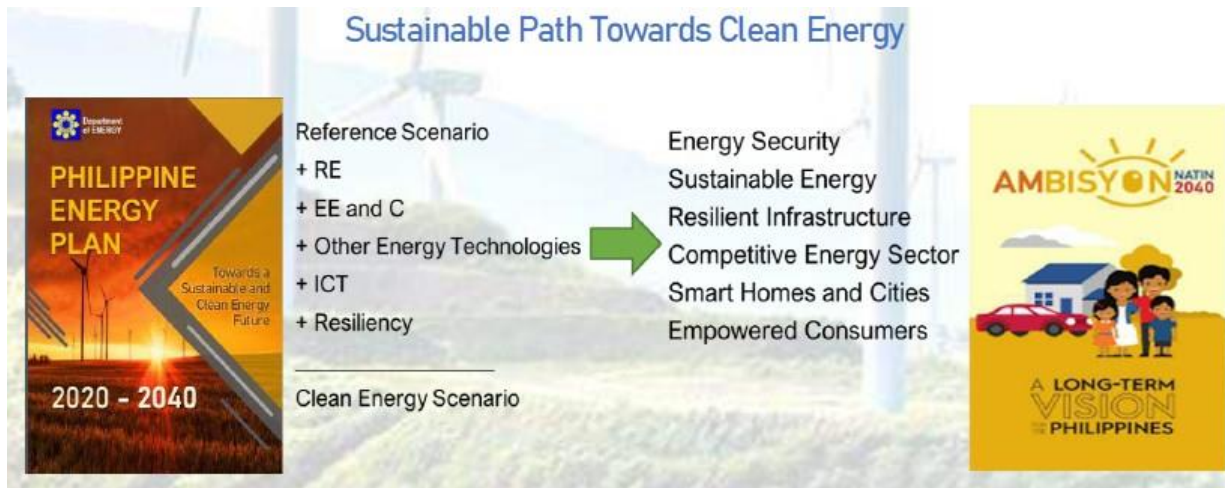 Sustainable Path Towards Clean Energy
Department
of ENERGY
PHILIPPINE
ENERGY
PLAN
Towards a
Sustainable and
Clean Energy
Future
2020 - 2040
Reference Scenario
+ RE
+ EE and C
+ Other Energy Technologies
+ ICT
+ Resiliency
Clean Energy Scenario
Energy Security
Sustainable Energy
Resilient Infrastructure
Competitive Energy Sector
Smart Homes and Cities
Empowered Consumers
AMBISYON NATIN
2040
A LONG-TERM
VISION
FOR THE PHILIPPINES